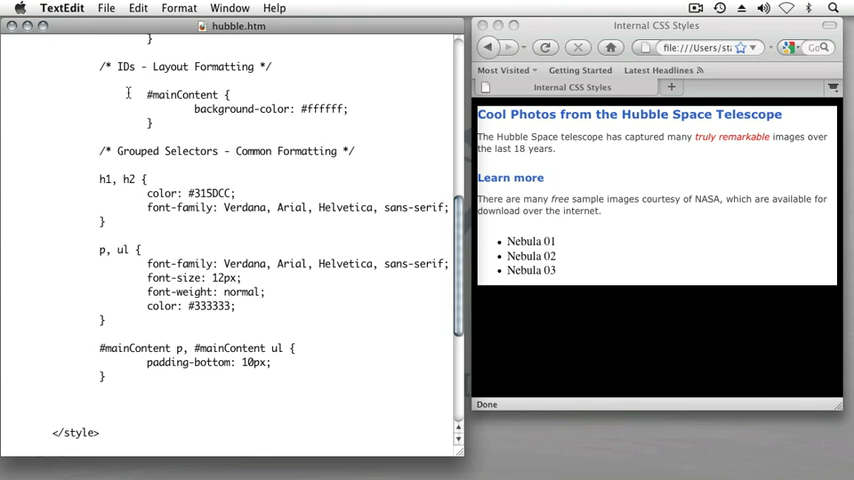 TextEdit File Edit Format Window Help
hubble.htm
}
/* IDs - Layout Formatting */
#mainContent {
background-color: #ffffff;
}
/* Grouped Selectors - Common Formatting */
h1, h2 {
color: #315DCC;
font-family: Verdana, Arial, Helvetica, sans-serif;
}
p, ul {
font-family: Verdana, Arial, Helvetica, sans-serif;
font-size: 12px;
font-weight: normal;
color: #333333;
}
#mainContent p, #mainContent ul {
padding-bottom: 10px;
}
</style>
Internal CSS Styles
file:///Users/sta
Go
Most Visited Getting Started Latest Headlines
Internal CSS Styles
Cool Photos from the Hubble Space Telescope
The Hubble Space telescope has captured many truly remarkable images over
the last 18 years.
Learn more
There are many free sample images courtesy of NASA, which are available for
download over the internet.
• Nebula 01
• Nebula 02
• Nebula 03
Done